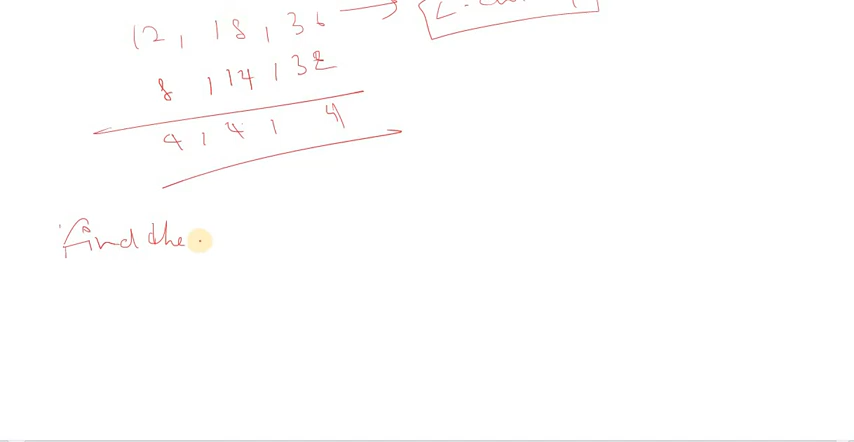 12, 18, 36
8, 14, 32
4, 4, 4
Find the